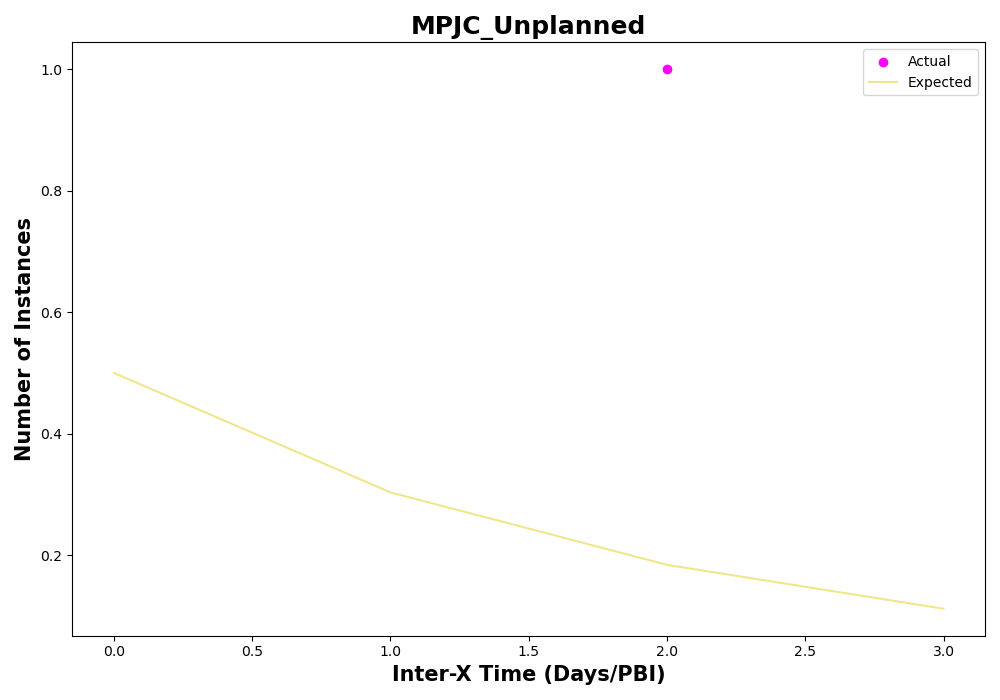 MPJC_Unplanned
Actual
Expected
Number of Instances
1.0
0.8
0.6
0.4
0.2
0.0 0.5 1.0 1.5 2.0 2.5 3.0
Inter-X Time (Days/PBI)